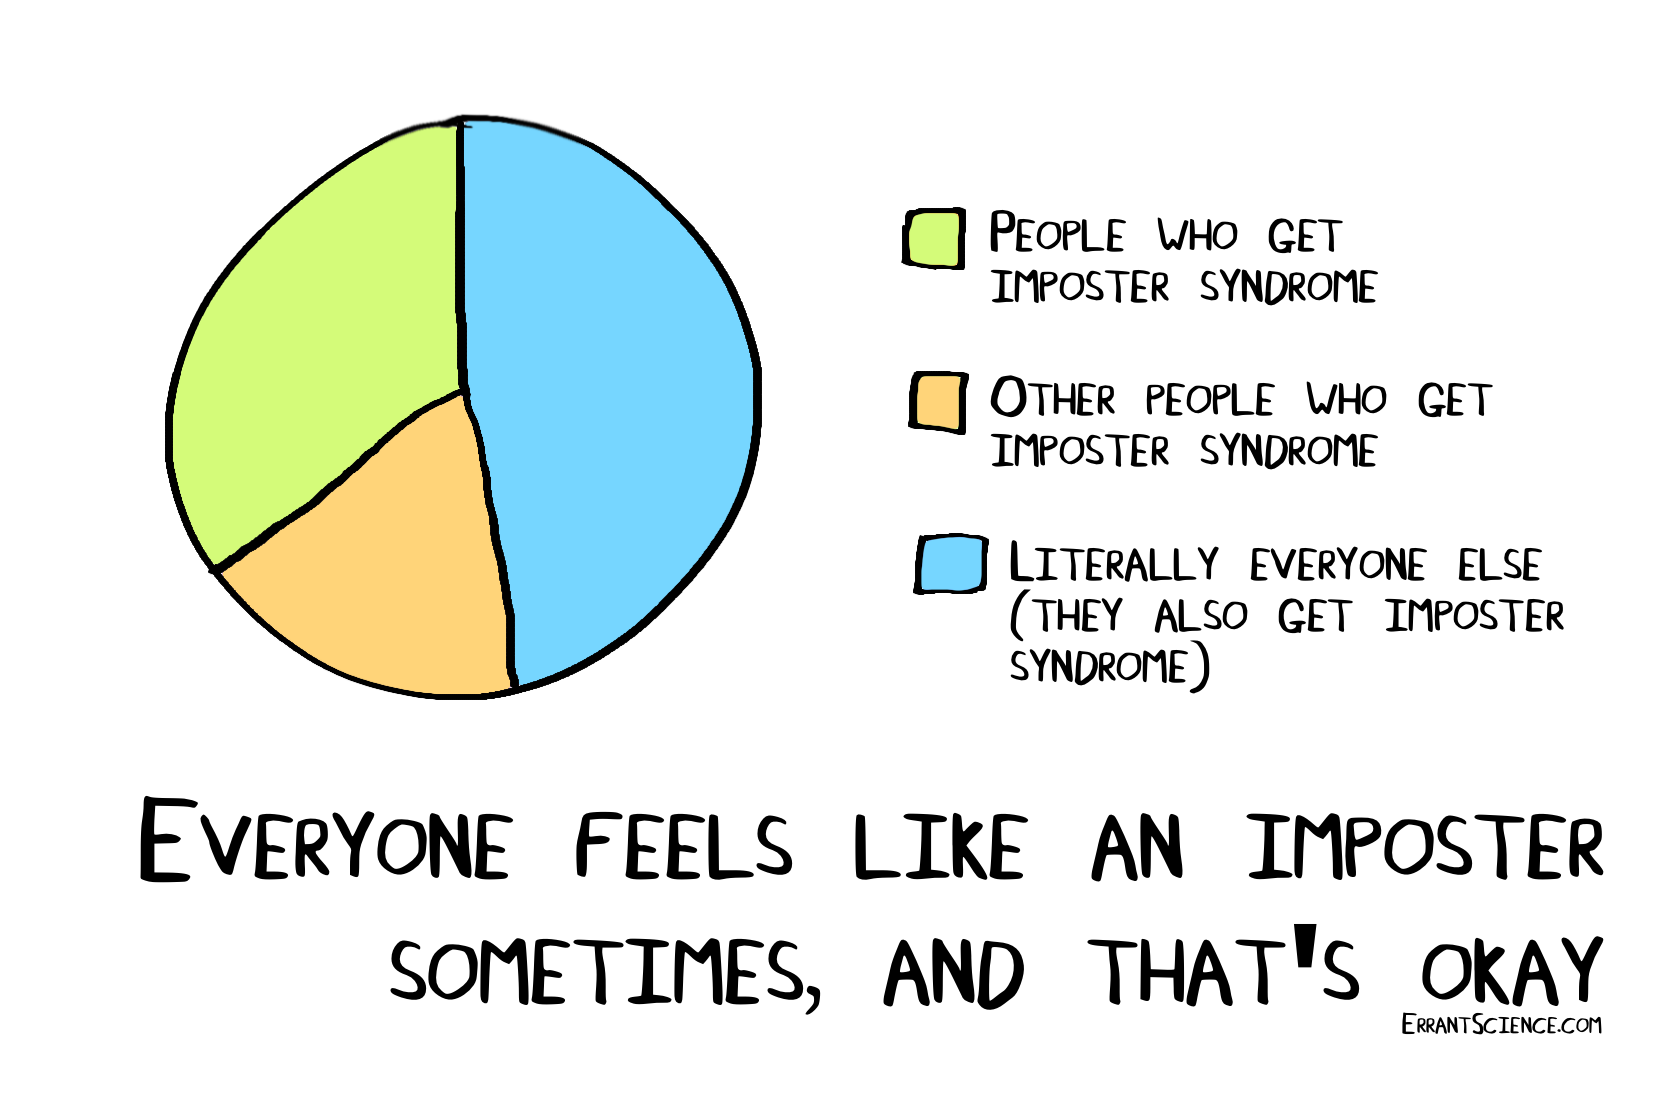 People who get
imposter syndrome
Other people who get
imposter syndrome
Literally everyone else
(they also get imposter
syndrome)
Everyone feels like an imposter
sometimes, and that's okay
ErrantScience.com